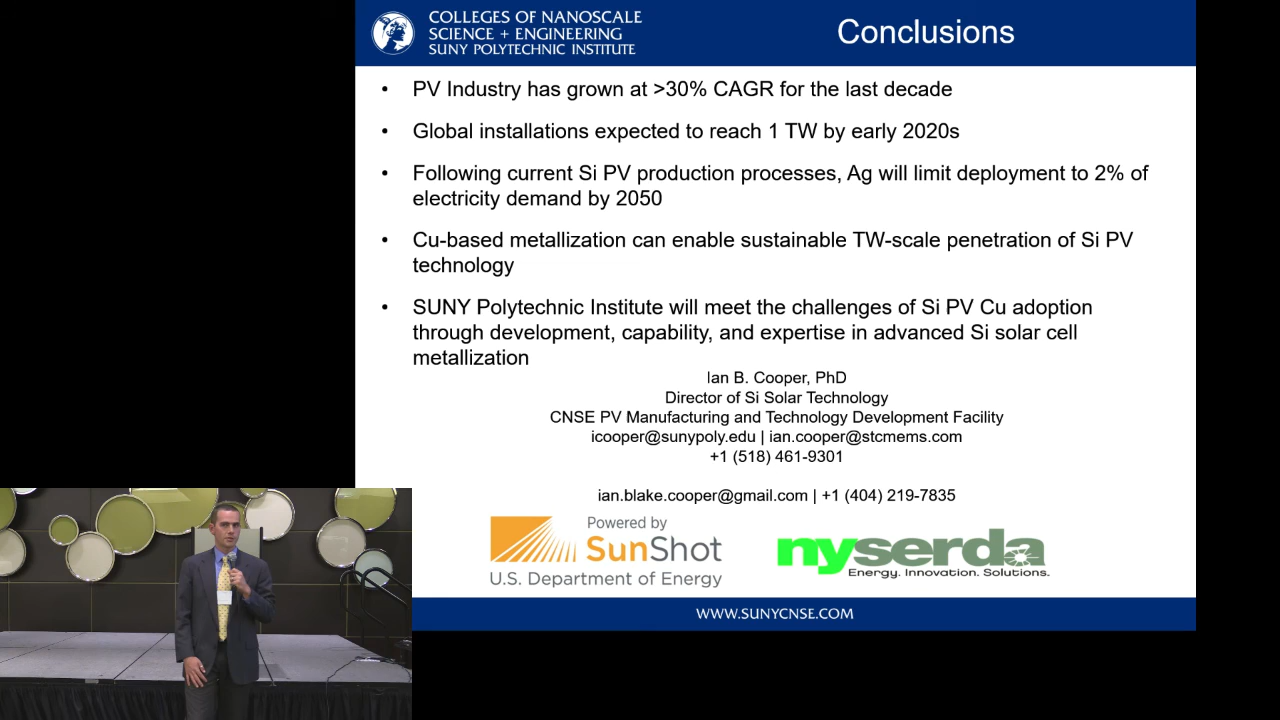 COLLEGES OF NANOSCALE
SCIENCE + ENGINEERING
SUNY POLYTECHNIC INSTITUTE
Conclusions
• PV Industry has grown at >30% CAGR for the last decade
• Global installations expected to reach 1 TW by early 2020s
• Following current Si PV production processes, Ag will limit deployment to 2% of
electricity demand by 2050
• Cu-based metallization can enable sustainable TW-scale penetration of Si PV
technology
• SUNY Polytechnic Institute will meet the challenges of Si PV Cu adoption
through development, capability, and expertise in advanced Si solar cell
metallization
Ian B. Cooper, PhD
Director of Si Solar Technology
CNSE PV Manufacturing and Technology Development Facility
icooper@sunypoly.edu | ian.cooper@stcmems.com
+1 (518) 461-9301
ian.blake.cooper@gmail.com | +1 (404) 219-7835
Powered by
SunShot
U.S. Department of Energy
nyserda
Energy. Innovation. Solutions.
WWW.SUNYCNSE.COM